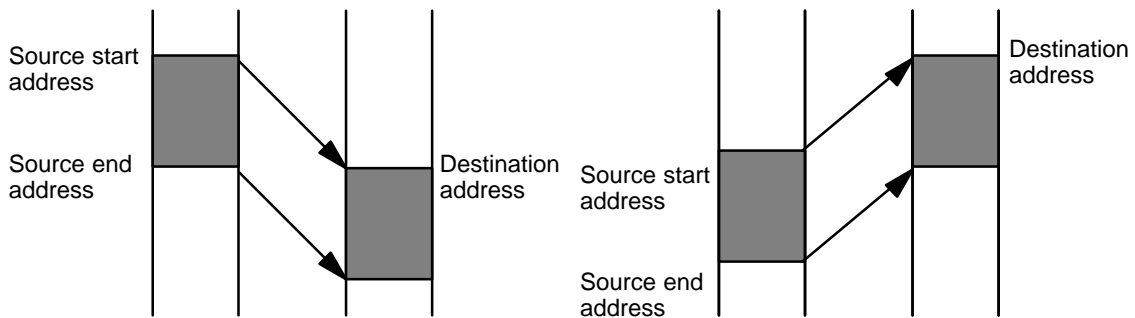 Source start
address
Source end
address
Destination
address
Destination
address
Source start
address
Source end
address